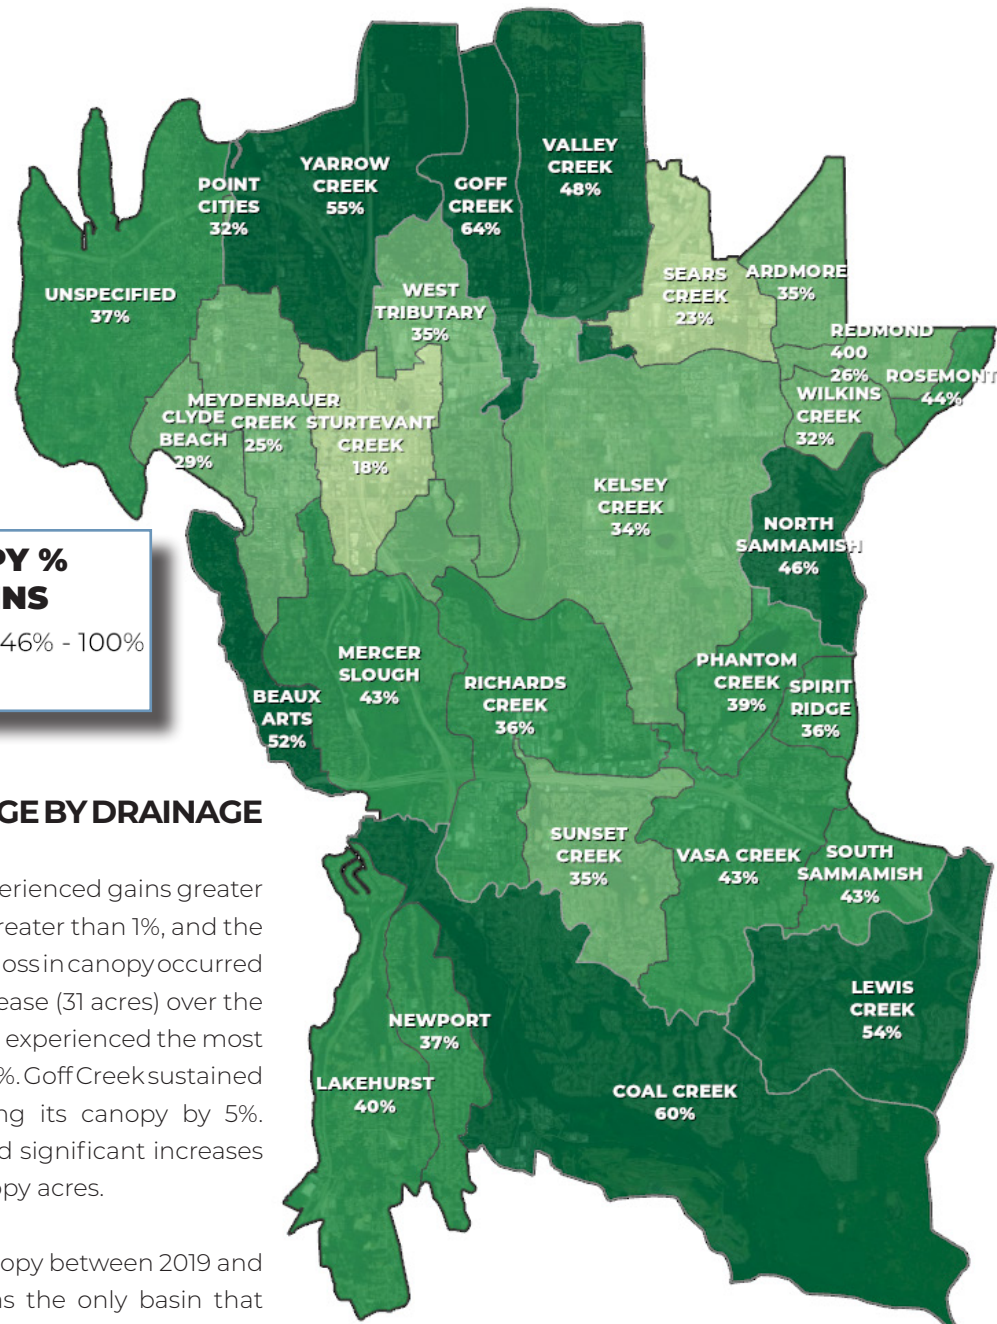 VALLEY
CREEK
48%
YARROW
CREEK
55%
POINT
CITIES
32%
GOFF
CREEK
64%
UNSPECIFIED
37%
WEST
TRIBUTARY
35%
SEARS
CREEK
23%
ARDMORE
35%
REDMOND
400
26%
ROSEMONT
44%
WILKINS
CREEK
32%
MEYDENBAUER
CREEK
25%
CLYDE
BEACH
29%
STURTEVANT
CREEK
18%
KELSEY
CREEK
34%
NORTH
SAMMAMISH
46%
PY %
NS
46% - 100%
MERCER
SLOUGH
43%
BEAUX
ARTS
52%
RICHARDS
CREEK
36%
PHANTOM
CREEK
39%
SPIRIT
RIDGE
36%
SUNSET
CREEK
35%
VASA CREEK
43%
SOUTH
SAMMAMISH
43%
LEWIS
CREEK
54%
NEWPORT
37%
LAKEHURST
40%
COAL CREEK
60%
GE BY DRAINAGE
perienced gains greater
reater than 1%, and the
loss in canopy occurred
ease (31 acres) over the
experienced the most
%. Goff Creek sustained
ng its canopy by 5%.
d significant increases
opy acres.
opy between 2019 and
as the only basin that